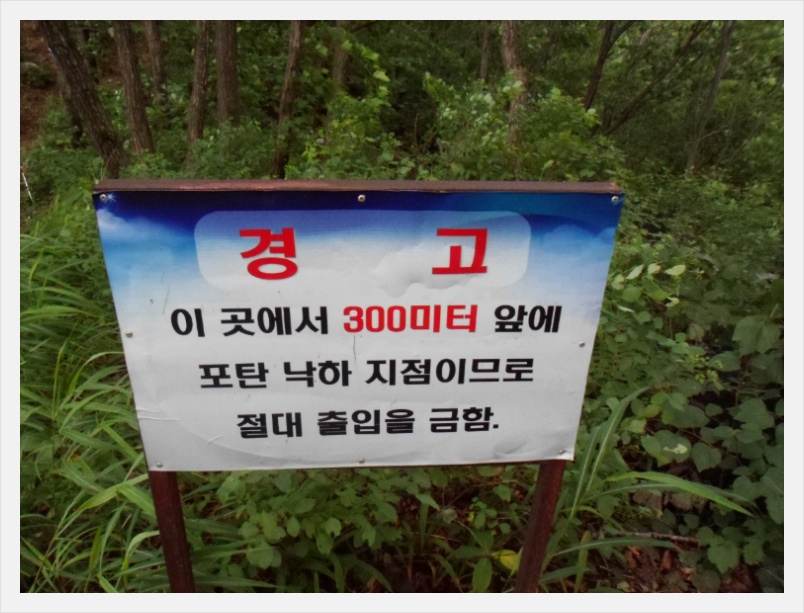 경 고
이 곳에서 300미터 앞에
포탄 낙하 지점이므로
절대 출입을 금함.